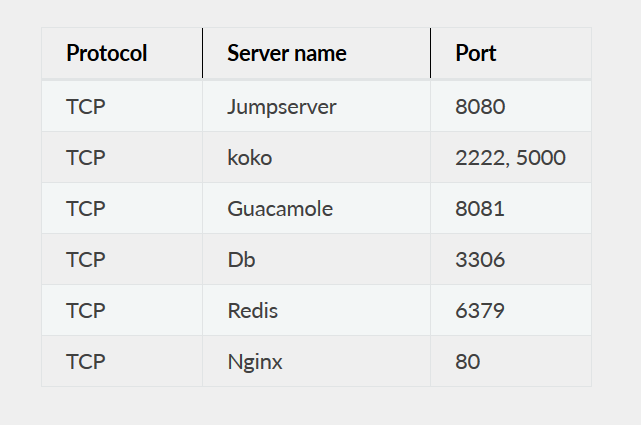 Protocol Server name Port
TCP Jumpserver 8080
TCP koko 2222, 5000
TCP Guacamole 8081
TCP Db 3306
TCP Redis 6379
TCP Nginx 80